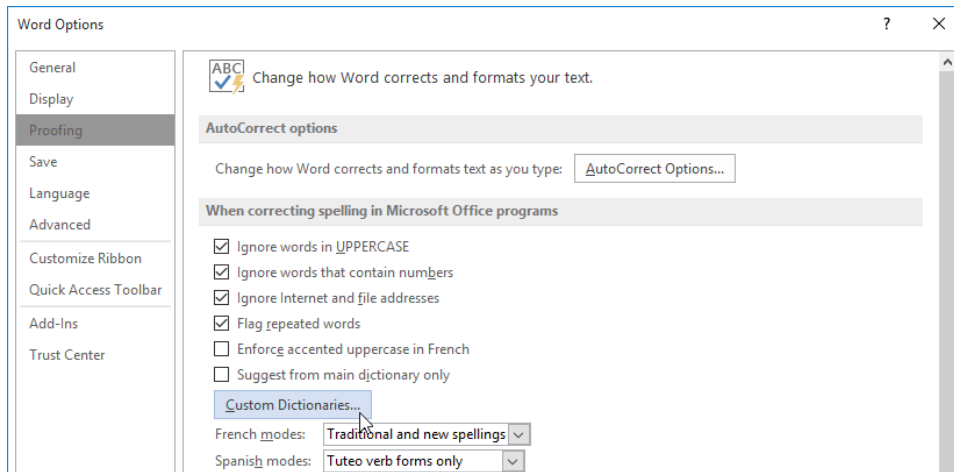 Word Options ?
General
Display
Proofing
Save
Language
Advanced
Customize Ribbon
Quick Access Toolbar
Add-Ins
Trust Center
ABC
Change how Word corrects and formats your text.
AutoCorrect options
Change how Word corrects and formats text as you type: AutoCorrect Options...
When correcting spelling in Microsoft Office programs
Ignore words in UPPERCASE
Ignore words that contain numbers
Ignore Internet and file addresses
Flag repeated words
Enforce accented uppercase in French
Suggest from main dictionary only
Custom Dictionaries...
French modes: Traditional and new spellings
Spanish modes: Tuteo verb forms only